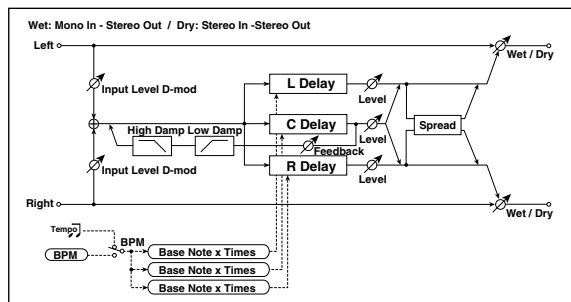 Wet: Mono In - Stereo Out / Dry: Stereo In -Stereo Out
Left
Wet / Dry
Input Level D-mod
L Delay
Level
High Damp Low Damp
C Delay
Level
Spread
Feedback
Input Level D-mod
R Delay
Level
Right
Wet / Dry
Tempo
BPM
BPM
Base Note x Times
Base Note x Times
Base Note x Times